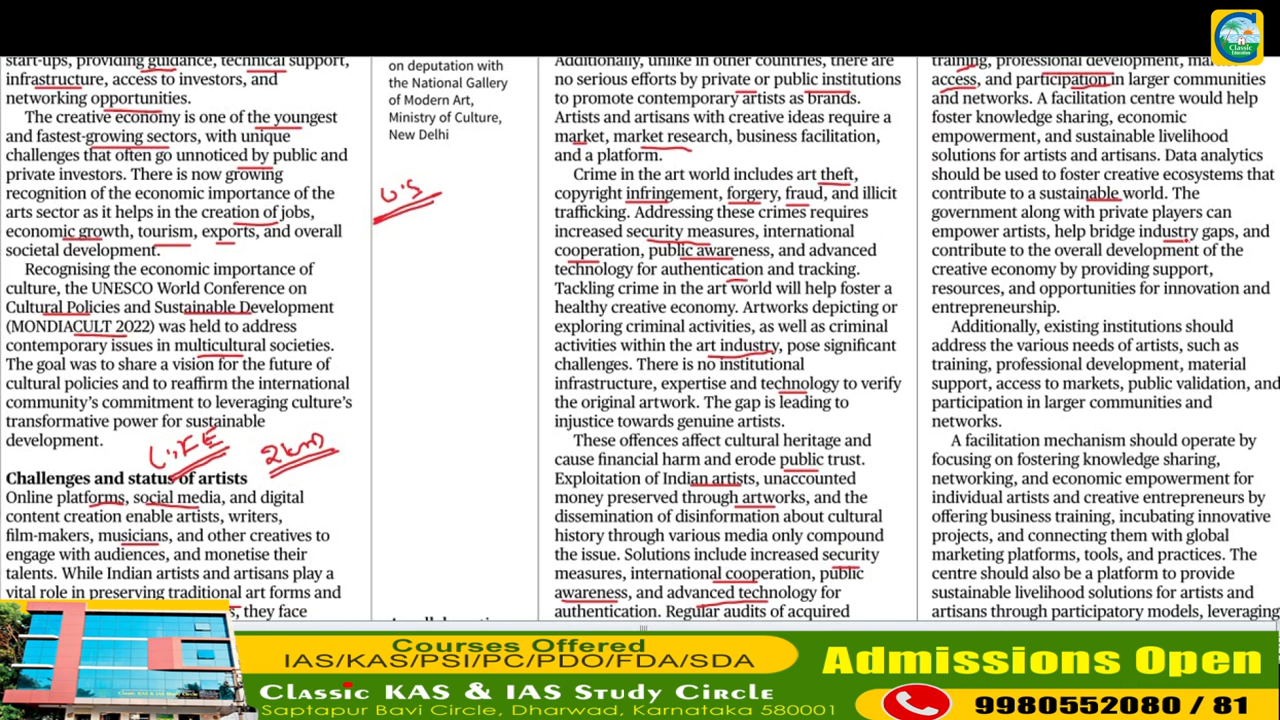 Classic
Education
start-ups, providing guidance, technical support,
infrastructure, access to investors, and
networking opportunities.
The creative economy is one of the youngest
and fastest-growing sectors, with unique
challenges that often go unnoticed by public and
private investors. There is now growing
recognition of the economic importance of the
arts sector as it helps in the creation of jobs,
economic growth, tourism, exports, and overall
societal development.
Recognising the economic importance of
culture, the UNESCO World Conference on
Cultural Policies and Sustainable Development
(MONDIACULT 2022) was held to address
contemporary issues in multicultural societies.
The goal was to share a vision for the future of
cultural policies and to reaffirm the international
community's commitment to leveraging culture's
transformative power for sustainable
development.
Challenges and status of artists
Online platforms, social media, and digital
content creation enable artists, writers,
film-makers, musicians, and other creatives to
engage with audiences, and monetise their
talents. While Indian artists and artisans play a
vital role in preserving traditional art forms and
they face
on deputation with
the National Gallery
of Modern Art,
Ministry of Culture,
New Delhi
U.S
Additionally, unlike in other countries, there are
no serious efforts by private or public institutions
to promote contemporary artists as brands.
Artists and artisans with creative ideas require a
market, market research, business facilitation,
and a platform.
Crime in the art world includes art theft,
copyright infringement, forgery, fraud, and illicit
trafficking. Addressing these crimes requires
increased security measures, international
cooperation, public awareness, and advanced
technology for authentication and tracking.
Tackling crime in the art world will help foster a
healthy creative economy. Artworks depicting or
exploring criminal activities, as well as criminal
activities within the art industry, pose significant
challenges. There is no institutional
infrastructure, expertise and technology to verify
the original artwork. The gap is leading to
injustice towards genuine artists.
These offences affect cultural heritage and
cause financial harm and erode public trust.
Exploitation of Indian artists, unaccounted
money preserved through artworks, and the
dissemination of disinformation about cultural
history through various media only compound
the issue. Solutions include increased security
measures, international cooperation, public
awareness, and advanced technology for
authentication. Regular audits of acquired
training, professional development,
access, and participation in larger communities
and networks. A facilitation centre would help
foster knowledge sharing, economic
empowerment, and sustainable livelihood
solutions for artists and artisans. Data analytics
should be used to foster creative ecosystems that
contribute to a sustainable world. The
government along with private players can
empower artists, help bridge industry gaps, and
contribute to the overall development of the
creative economy by providing support,
resources, and opportunities for innovation and
entrepreneurship.
Additionally, existing institutions should
address the various needs of artists, such as
training, professional development, material
support, access to markets, public validation, and
participation in larger communities and
networks.
A facilitation mechanism should operate by
focusing on fostering knowledge sharing,
networking, and economic empowerment for
individual artists and creative entrepreneurs by
offering business training, incubating innovative
projects, and connecting them with global
marketing platforms, tools, and practices. The
centre should also be a platform to provide
sustainable livelihood solutions for artists and
artisans through participatory models, leveraging
Courses Offered
IAS/KAS/PSI/PC/PDO/FDA/SDA
Classic KAS & IAS Study Circle
Saptapur Bavi Circle, Dharwad, Karnataka 580001
Admissions Open
9980552080 / 81